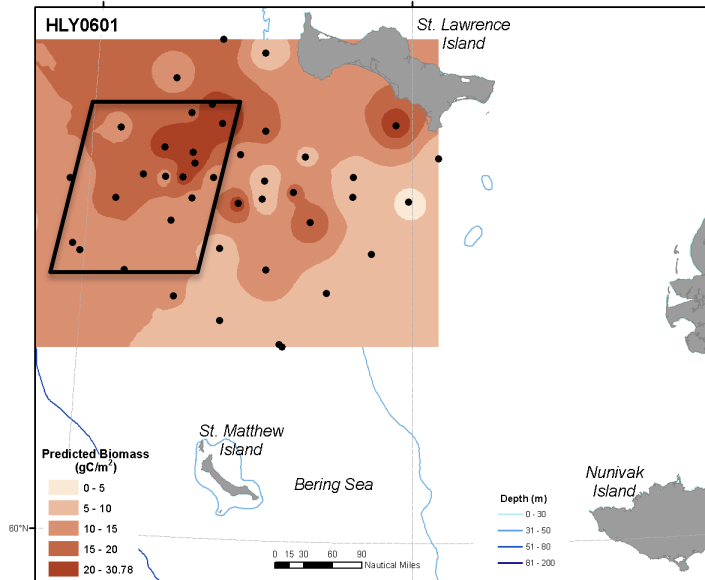 HLY0601
St. Lawrence
Island
St. Matthew
Island
Bering Sea
Nunivak
Island
Predicted Biomass
(gC/m²)
0 - 5
5 - 10
10 - 15
15 - 20
20 - 30.78
60°N
0 15 30 60 90
Nautical Miles
Depth (m)
0 - 30
31 - 50
51 - 80
81 - 200